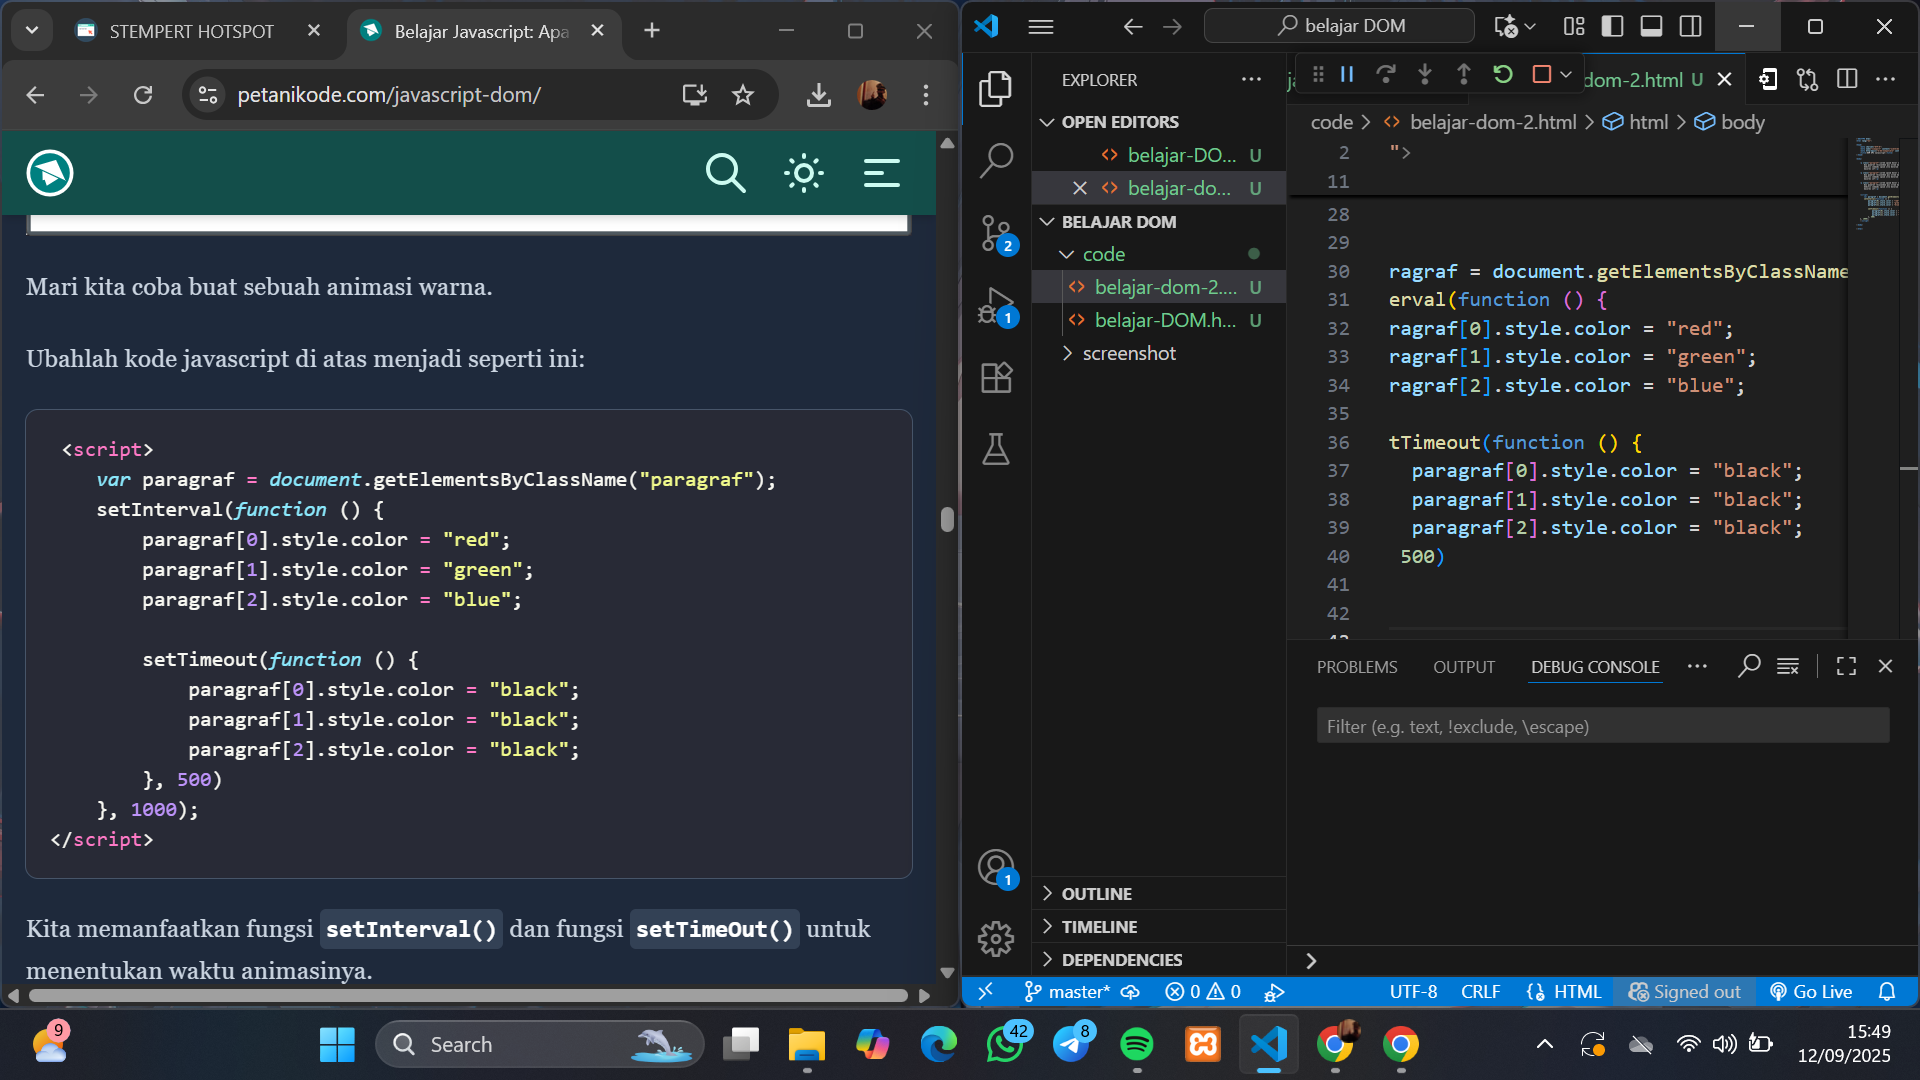 STEMPERT HOTSPOT
Belajar Javascript: Apa
petanikode.com/javascript-dom/
Mari kita coba buat sebuah animasi warna.
Ubahlah kode javascript di atas menjadi seperti ini:
<script>
var paragraf = document.getElementsByClassName("paragraf");
setInterval(function () {
paragraf[0].style.color = "red";
paragraf[1].style.color = "green";
paragraf[2].style.color = "blue";
setTimeout(function () {
paragraf[0].style.color = "black";
paragraf[1].style.color = "black";
paragraf[2].style.color = "black";
}, 500)
}, 1000);
</script>
Kita memanfaatkan fungsi setInterval() dan fungsi setTimeOut() untuk
menentukan waktu animasinya.
belajar DOM
EXPLORER
OPEN EDITORS
belajar-DO... U
belajar-do... U
BELAJAR DOM
code
belajar-dom-2.... U
belajar-DOM.h... U
screenshot
2
1
1
OUTLINE
TIMELINE
DEPENDENCIES
dom-2.html U
code > belajar-dom-2.html > html > body
2 ">
11
28
29
30 ragraf = document.getElementsByClassName
31 erval(function () {
32 ragraf[0].style.color = "red";
33 ragraf[1].style.color = "green";
34 ragraf[2].style.color = "blue";
35
36 tTimeout(function () {
37 paragraf[0].style.color = "black";
38 paragraf[1].style.color = "black";
39 paragraf[2].style.color = "black";
40 500)
41
42
PROBLEMS OUTPUT DEBUG CONSOLE
Filter (e.g. text, !exclude, \escape)
master* 0 0 UTF-8 CRLF {} HTML Signed out Go Live
9
Search
42
8
15:49
12/09/2025